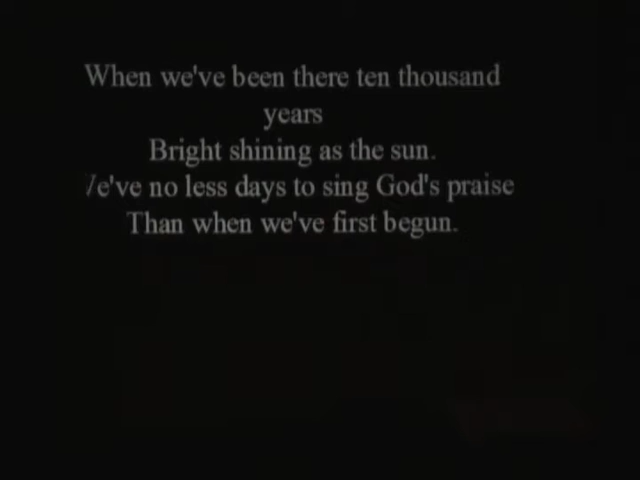 When we've been there ten thousand
years
Bright shining as the sun.
We've no less days to sing God's praise
Than when we've first begun.